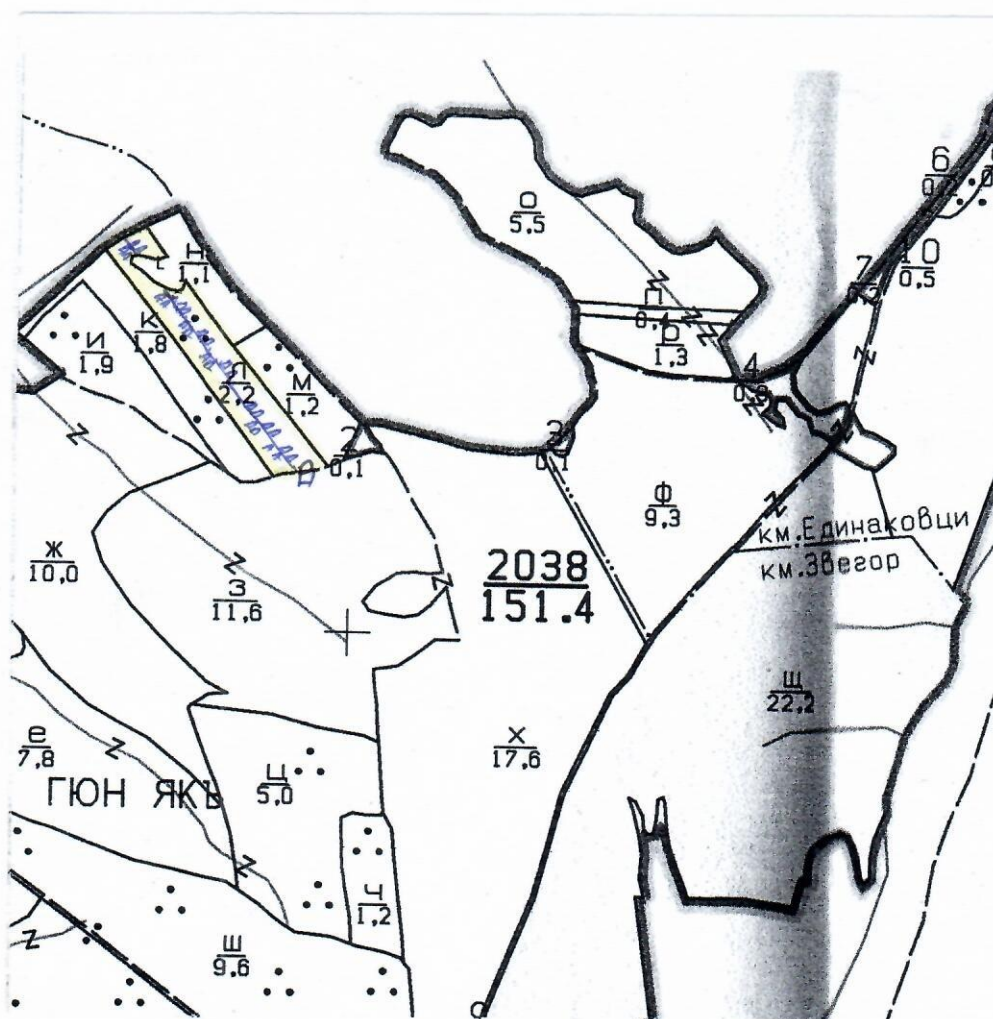 6
О
5,5
10
0,5
7
Н
1,1
П
0,4
К
1,8
Р
1,3
И
1,9
Л
2,2
М
1,2
4
2
0,1
3
0,1
Ф
9,3
км.Единаковци
км.Звегор
2038
151.4
Ж
10,0
З
11,6
Щ
22,2
е
7,8
Х
17,6
ГЮН ЯКЪ
Ц
5,0
Ч
1,2
Ш
9,6